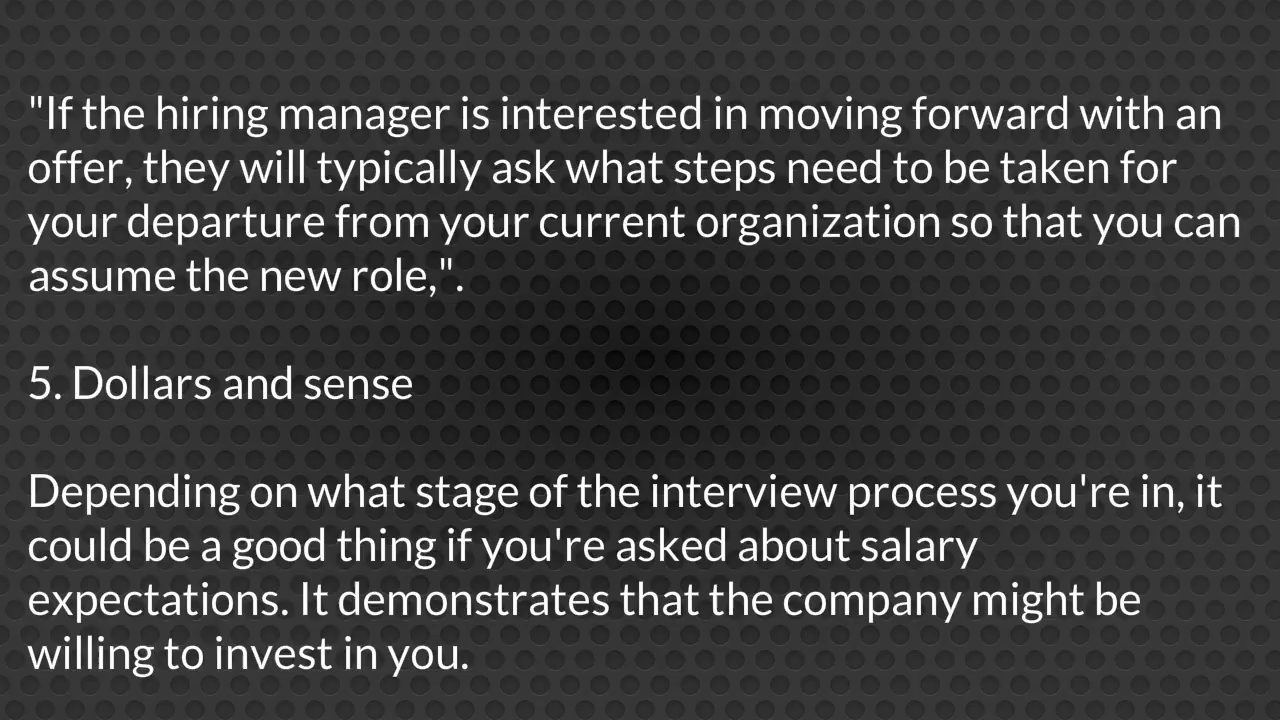 "If the hiring manager is interested in moving forward with an
offer, they will typically ask what steps need to be taken for
your departure from your current organization so that you can
assume the new role,".
5. Dollars and sense
Depending on what stage of the interview process you're in, it
could be a good thing if you're asked about salary
expectations. It demonstrates that the company might be
willing to invest in you.